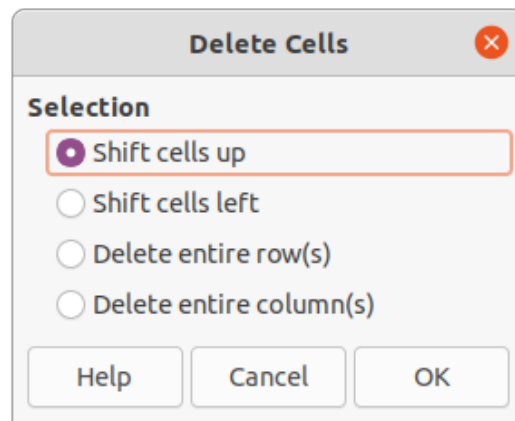 Delete Cells
Selection
Shift cells up
Shift cells left
Delete entire row(s)
Delete entire column(s)
Help Cancel OK